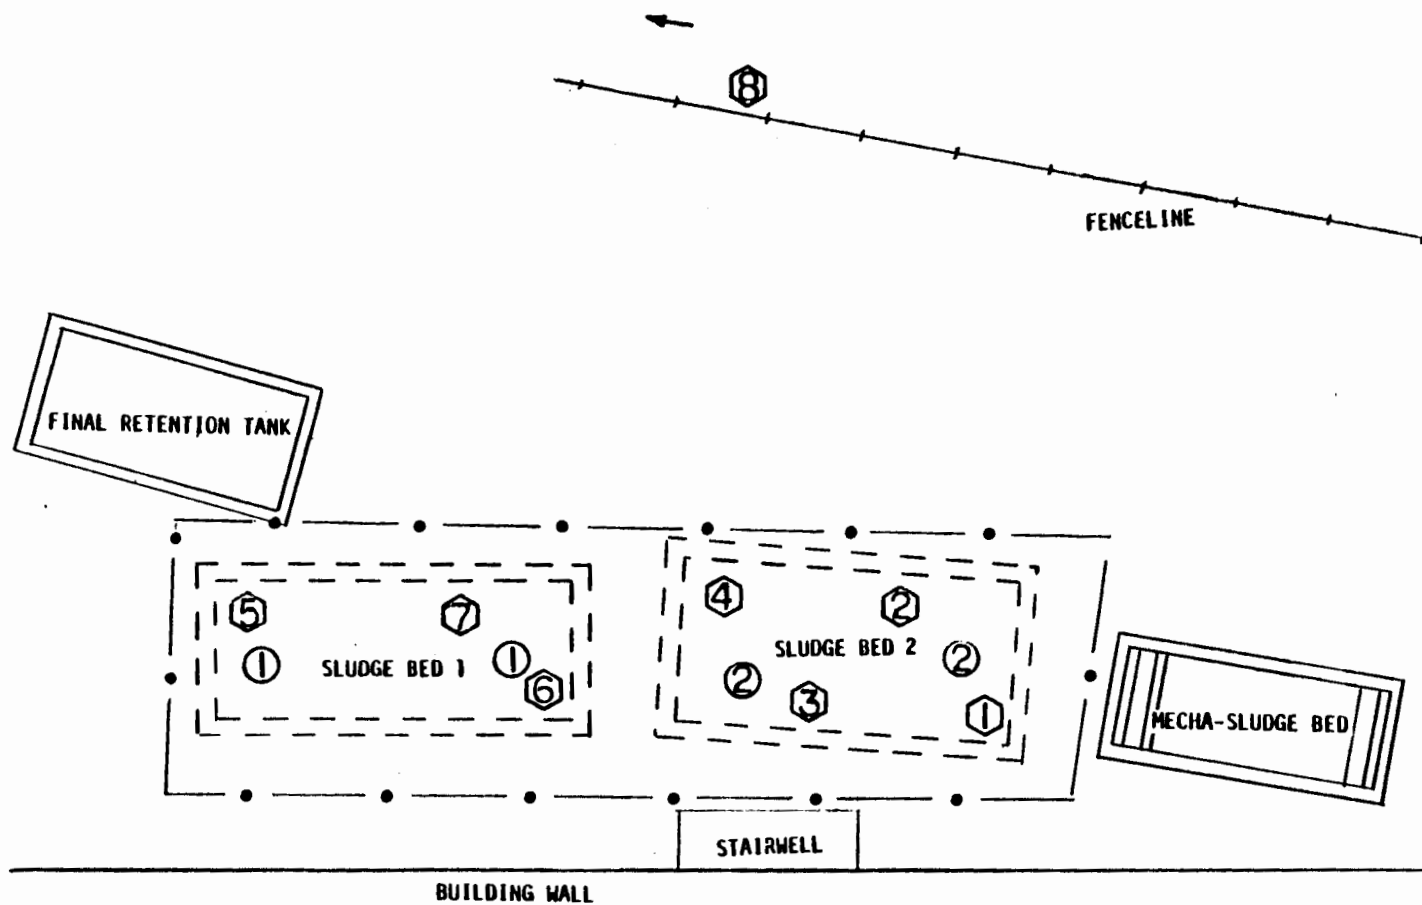 8
FENCELINE
FINAL RETENTION TANK
5
7
4
2
1
SLUDGE BED 1
1
6
SLUDGE BED 2
2
2
3
1
MECHA-SLUDGE BED
STAIRWELL
BUILDING WALL